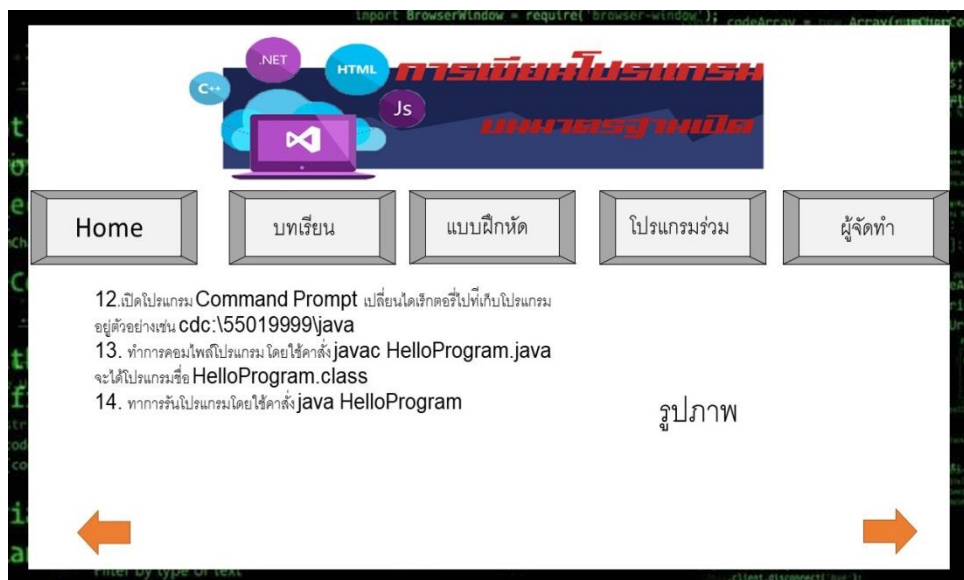 import BrowserWindow = require('browser-window');
codeArray = new Array(numCharCo
.NET
HTML
C++
Js
การเขียนโปรแกรม
บนมาตรฐานเปิด
Home
บทเรียน
แบบฝึกหัด
โปรแกรมร่วม
ผู้จัดทำ
12.เปิดโปรแกรม Command Prompt เปลี่ยนไดเร็กตอรี่ไปที่เก็บโปรแกรม
อยู่ตัวอย่างเช่น cdc:\55019999\java
13. ทำการคอมไพล์โปรแกรม โดยใช้คาสั่ง javac HelloProgram.java
จะได้โปรแกรมชื่อ HelloProgram.class
14. ทาการรันโปรแกรมโดยใช้คาสั่ง java HelloProgram
รูปภาพ
Filter by type of text